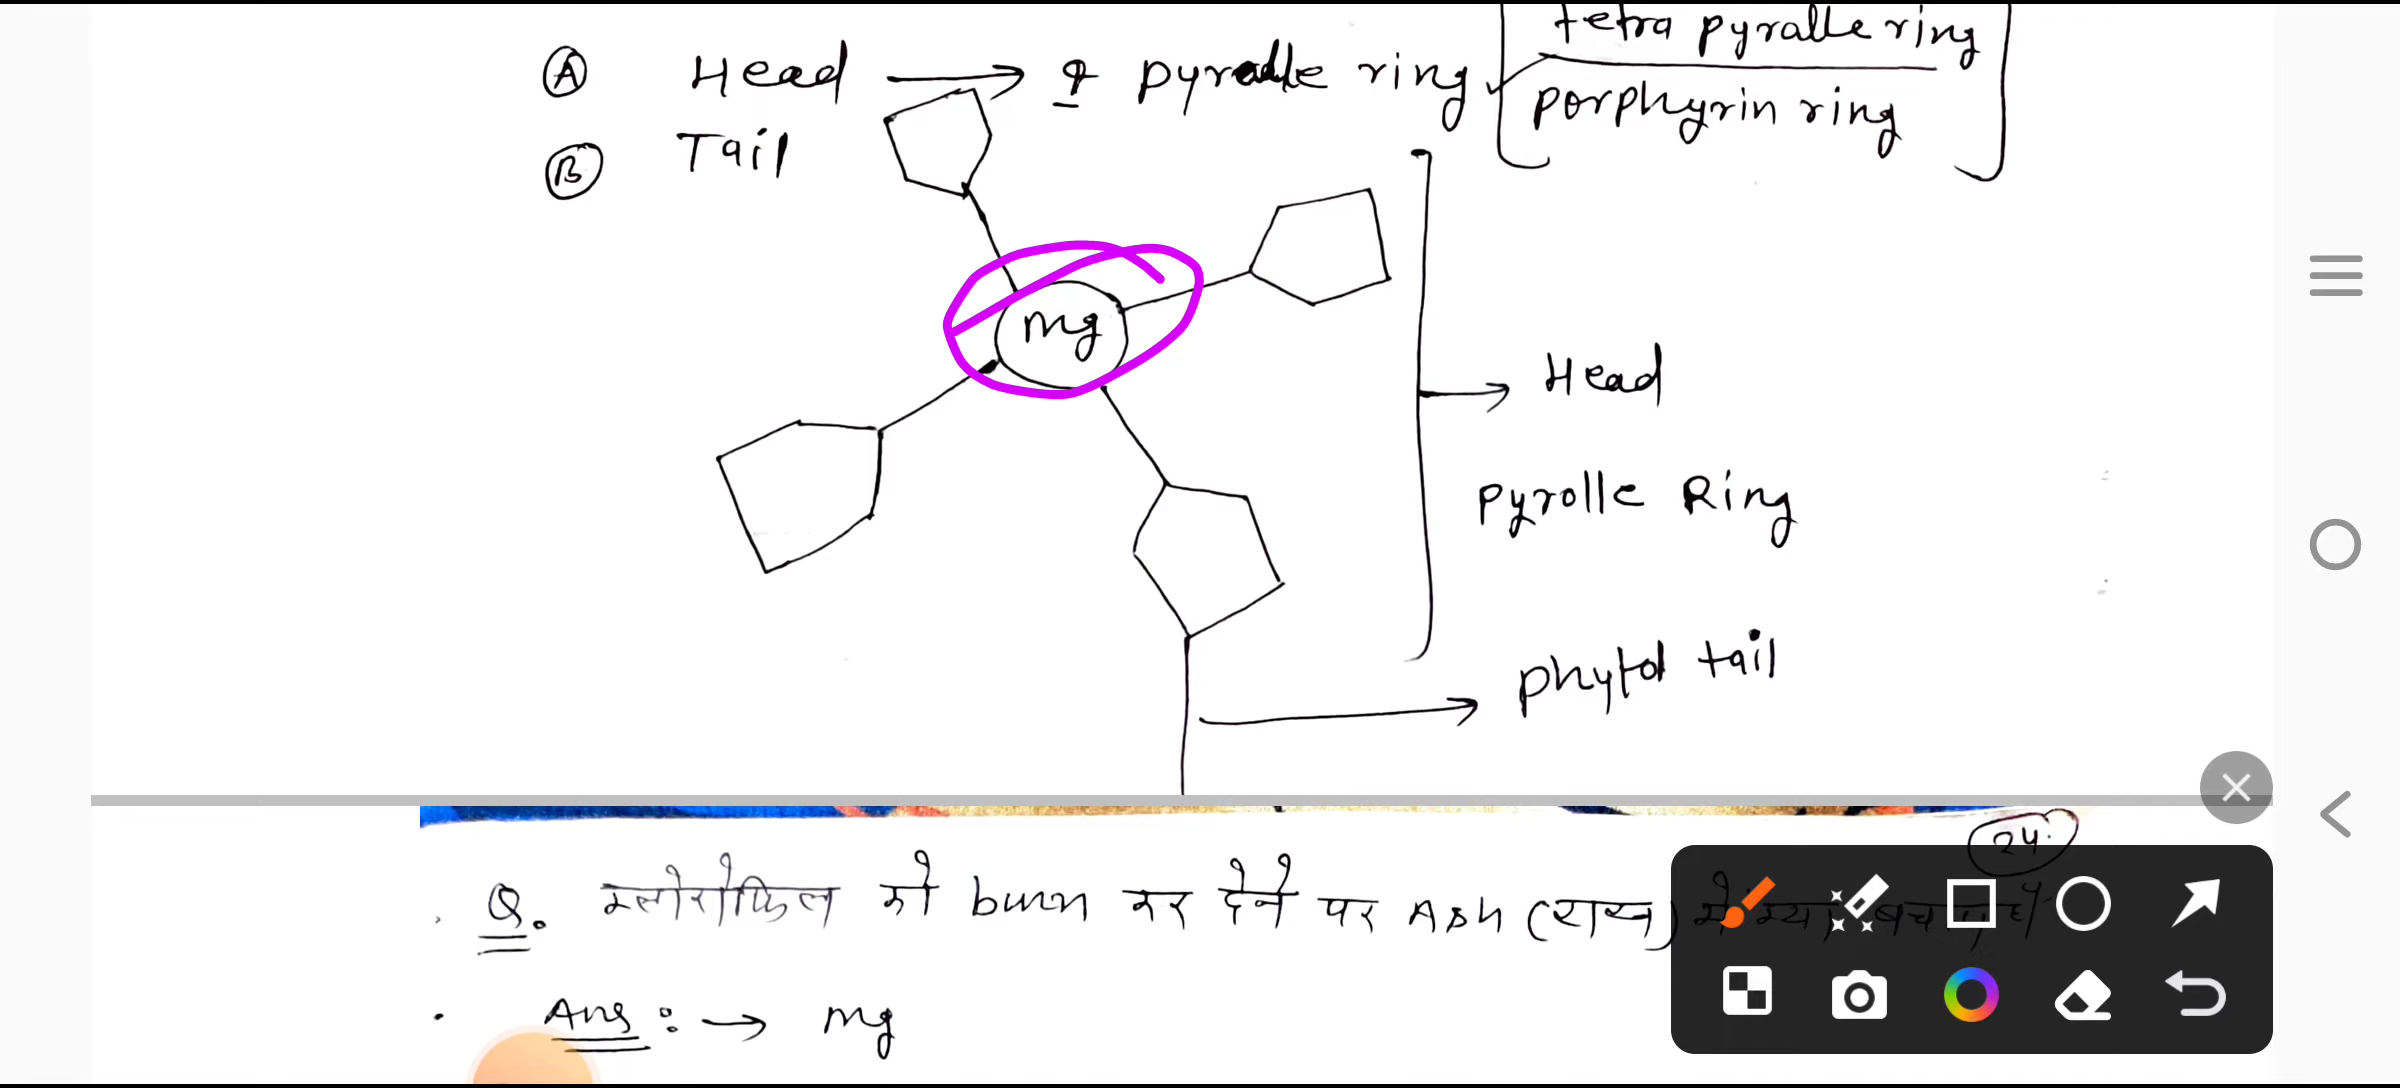 A Head → 4 pyrolle ring
tetra pyralle ring
porphyrin ring
B Tail
mg
Head
Pyrolle Ring
phytol tail
24.
Q. क्लोरोफिल को burn कर देने पर Ash (राख) में क्या बच
Ans :→ mg